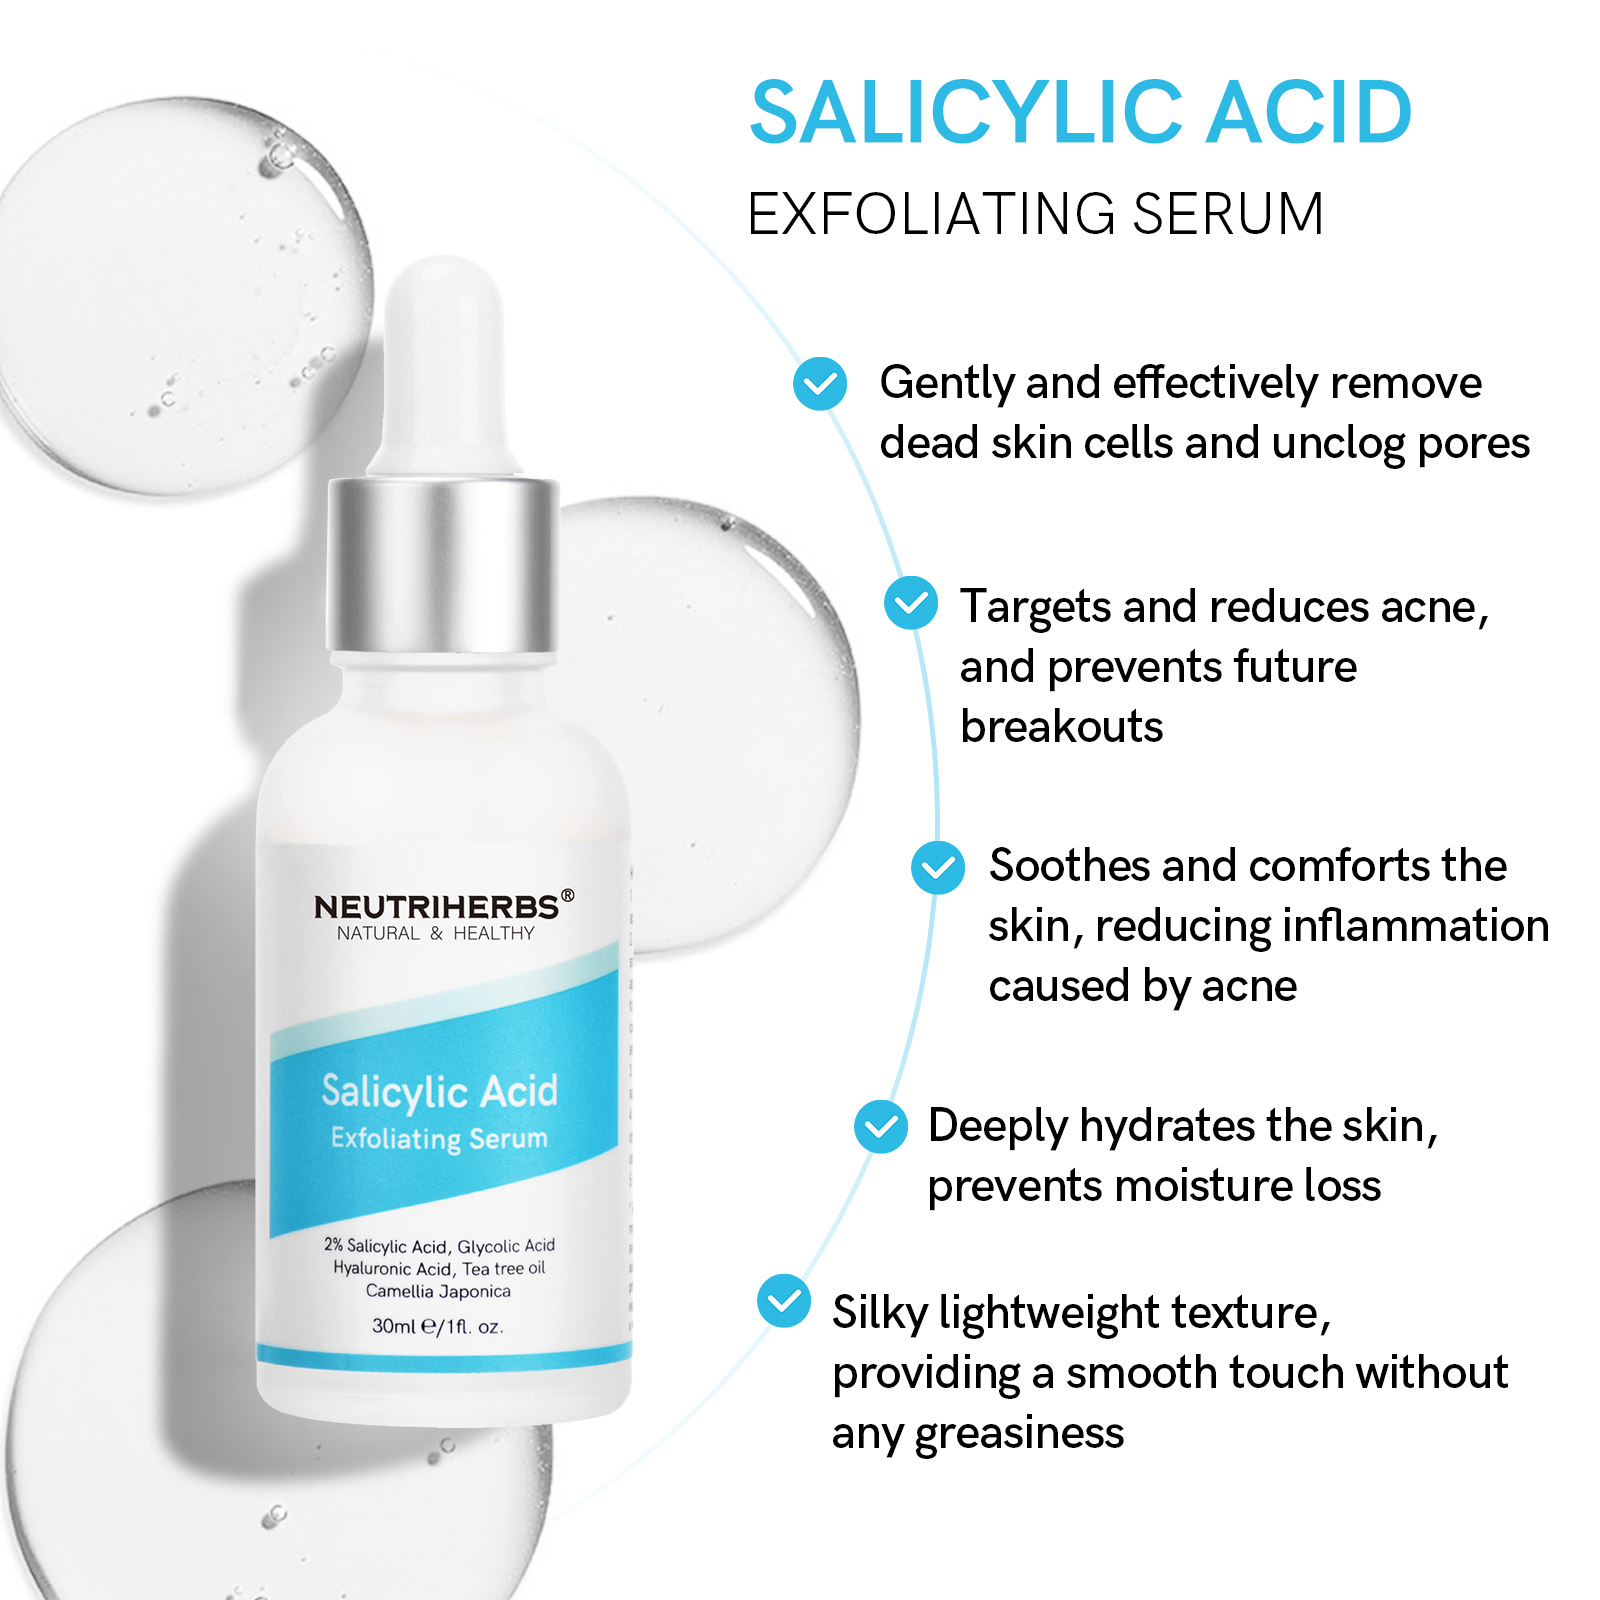 SALICYLIC ACID
EXFOLIATING SERUM
Gently and effectively remove
dead skin cells and unclog pores
Targets and reduces acne,
and prevents future
breakouts
Soothes and comforts the
skin, reducing inflammation
caused by acne
Deeply hydrates the skin,
prevents moisture loss
Silky lightweight texture,
providing a smooth touch without
any greasiness
NEUTRIHERBS®
NATURAL & HEALTHY
Salicylic Acid
Exfoliating Serum
2% Salicylic Acid, Glycolic Acid
Hyaluronic Acid, Tea tree oil
Camellia Japonica
30ml ℮/1fl. oz.